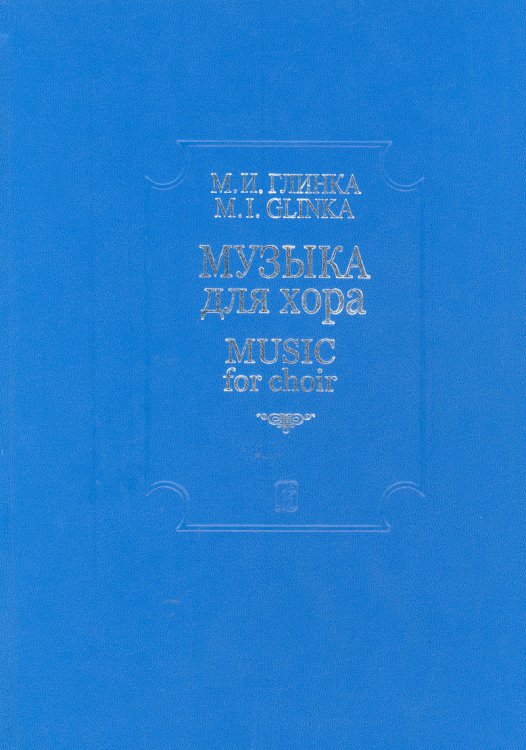 М. И. ГЛИНКА
M. I. GLINKA
МУЗЫКА
для хора
MUSIC
for choir